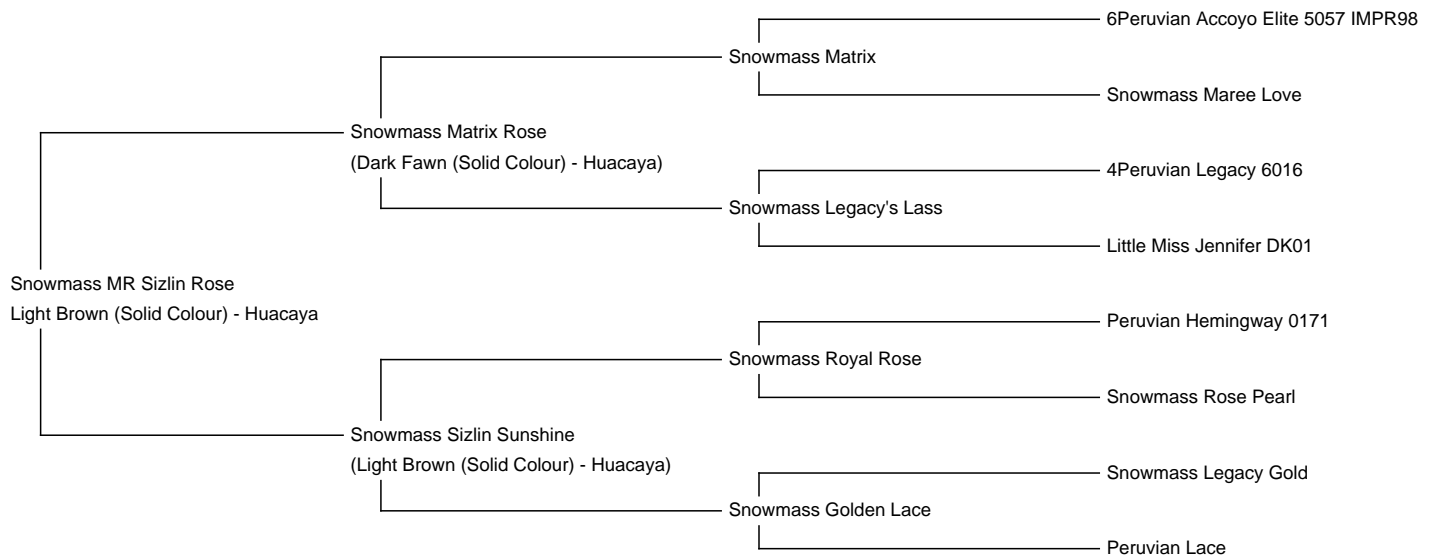 6Peruvian Accoyo Elite 5057 IMPR98
Snowmass Matrix
Snowmass Maree Love
Snowmass Matrix Rose
(Dark Fawn (Solid Colour) - Huacaya)
4Peruvian Legacy 6016
Snowmass Legacy's Lass
Little Miss Jennifer DK01
Snowmass MR Sizlin Rose
Light Brown (Solid Colour) - Huacaya
Peruvian Hemingway 0171
Snowmass Royal Rose
Snowmass Rose Pearl
Snowmass Sizlin Sunshine
(Light Brown (Solid Colour) - Huacaya)
Snowmass Legacy Gold
Snowmass Golden Lace
Peruvian Lace